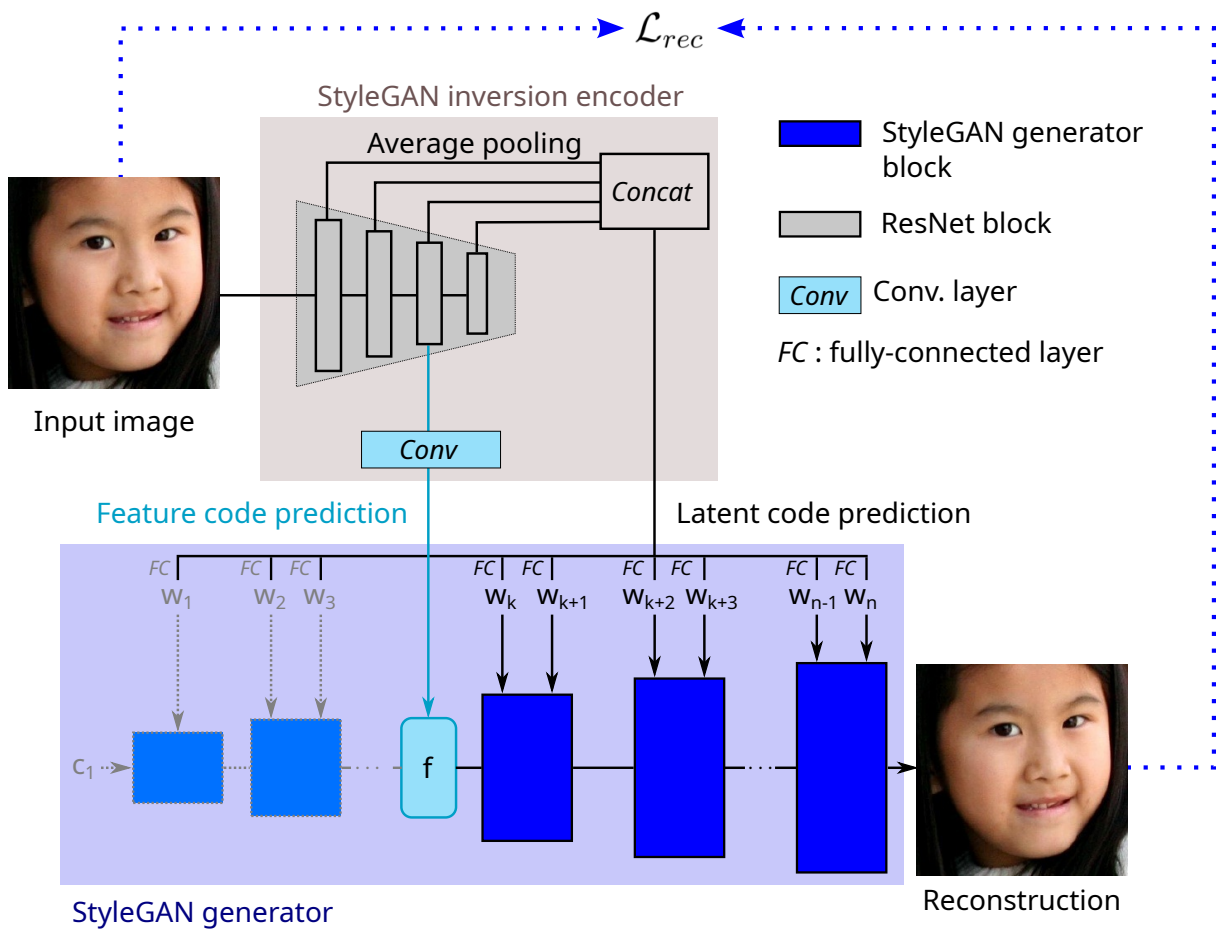 ℒ_rec
StyleGAN inversion encoder
Average pooling
Concat
StyleGAN generator
block
ResNet block
Conv Conv. layer
FC : fully-connected layer
Input image
Conv
Feature code prediction
Latent code prediction
FC FC FC FC FC FC FC FC FC
w₁ w₂ w₃ wₖ wₖ₊₁ wₖ₊₂ wₖ₊₃ wₙ₋₁ wₙ
c₁
f
Reconstruction
StyleGAN generator